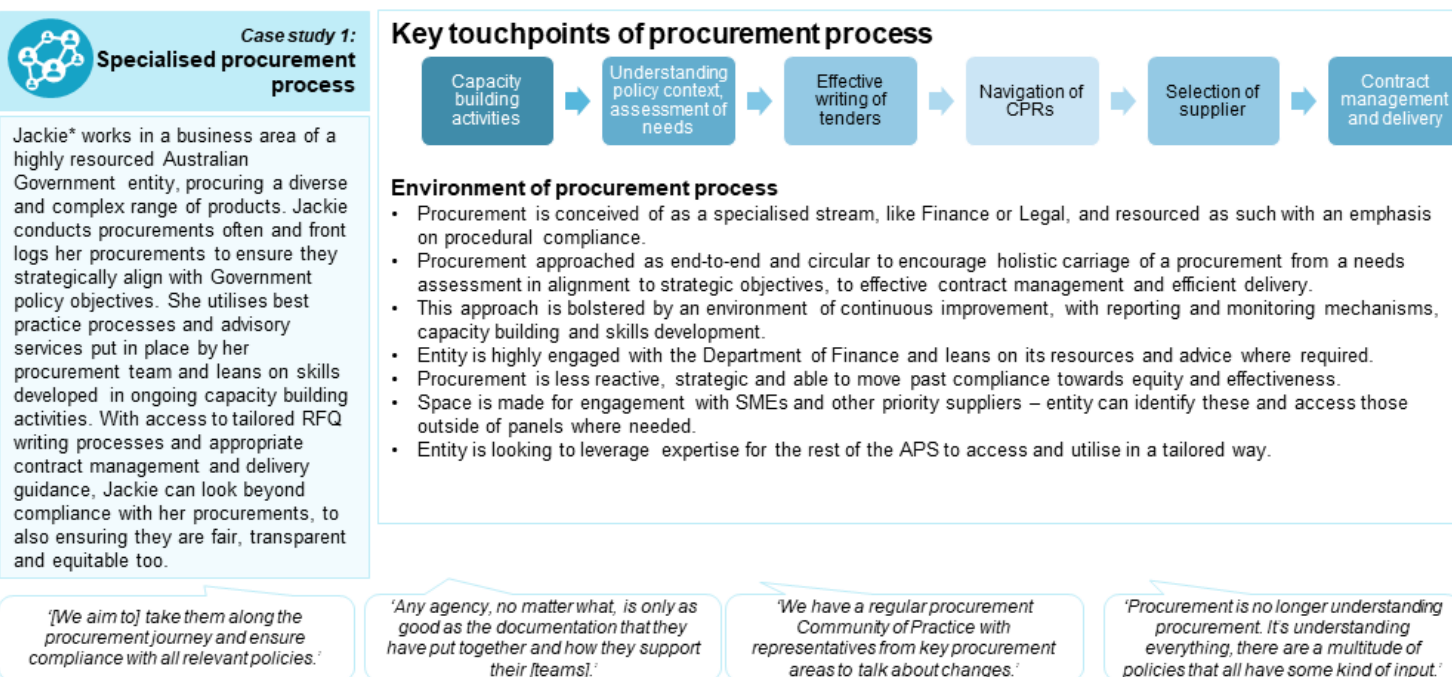 Case study 1:
Specialised procurement
process
Jackie* works in a business area of a
highly resourced Australian
Government entity, procuring a diverse
and complex range of products. Jackie
conducts procurements often and front
logs her procurements to ensure they
strategically align with Government
policy objectives. She utilises best
practice processes and advisory
services put in place by her
procurement team and leans on skills
developed in ongoing capacity building
activities. With access to tailored RFQ
writing processes and appropriate
contract management and delivery
guidance, Jackie can look beyond
compliance with her procurements, to
also ensuring they are fair, transparent
and equitable too.
Key touchpoints of procurement process
Capacity
building
activities
Understanding
policy context,
assessment of
needs
Effective
writing of
tenders
Navigation of
CPRs
Selection of
supplier
Contract
management
and delivery
Environment of procurement process
• Procurement is conceived of as a specialised stream, like Finance or Legal, and resourced as such with an emphasis
on procedural compliance.
• Procurement approached as end-to-end and circular to encourage holistic carriage of a procurement from a needs
assessment in alignment to strategic objectives, to effective contract management and efficient delivery.
• This approach is bolstered by an environment of continuous improvement, with reporting and monitoring mechanisms,
capacity building and skills development.
• Entity is highly engaged with the Department of Finance and leans on its resources and advice where required.
• Procurement is less reactive, strategic and able to move past compliance towards equity and effectiveness.
• Space is made for engagement with SMEs and other priority suppliers – entity can identify these and access those
outside of panels where needed.
• Entity is looking to leverage expertise for the rest of the APS to access and utilise in a tailored way.
‘[We aim to] take them along the
procurement journey and ensure
compliance with all relevant policies.’
‘Any agency, no matter what, is only as
good as the documentation that they
have put together and how they support
their [teams].’
‘We have a regular procurement
Community of Practice with
representatives from key procurement
areas to talk about changes.’
‘Procurement is no longer understanding
procurement. It’s understanding
everything, there are a multitude of
policies that all have some kind of input.’